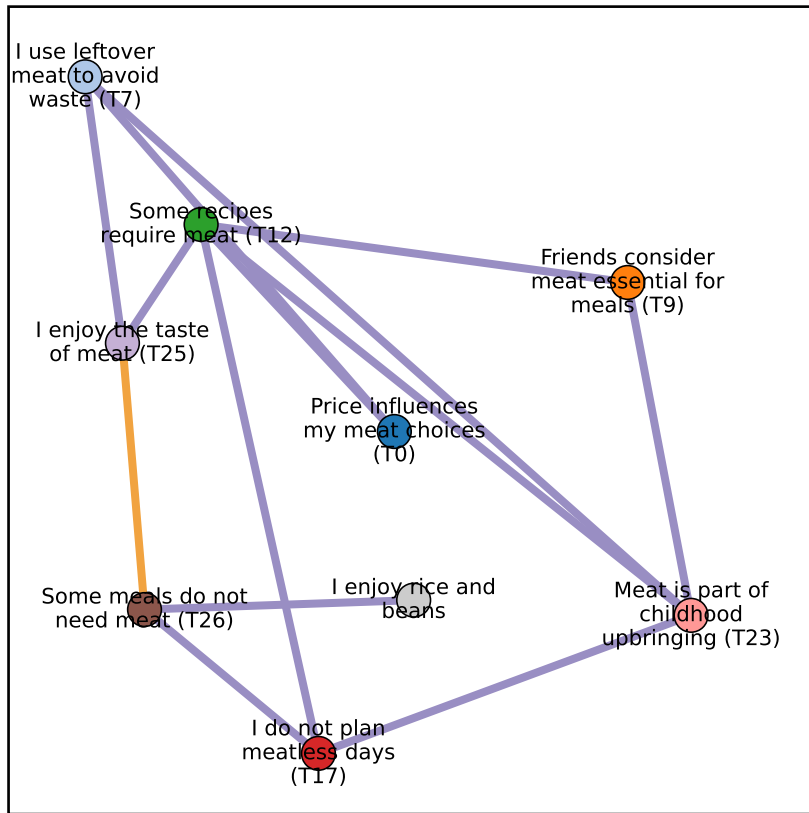 I use leftover
meat to avoid
waste (T7)
Some recipes
require meat (T12)
Friends consider
meat essential for
meals (T9)
I enjoy the taste
of meat (T25)
Price influences
my meat choices
(T0)
I enjoy rice and
beans
Some meals do not
need meat (T26)
Meat is part of
childhood
upbringing (T23)
I do not plan
meatless days
(T17)